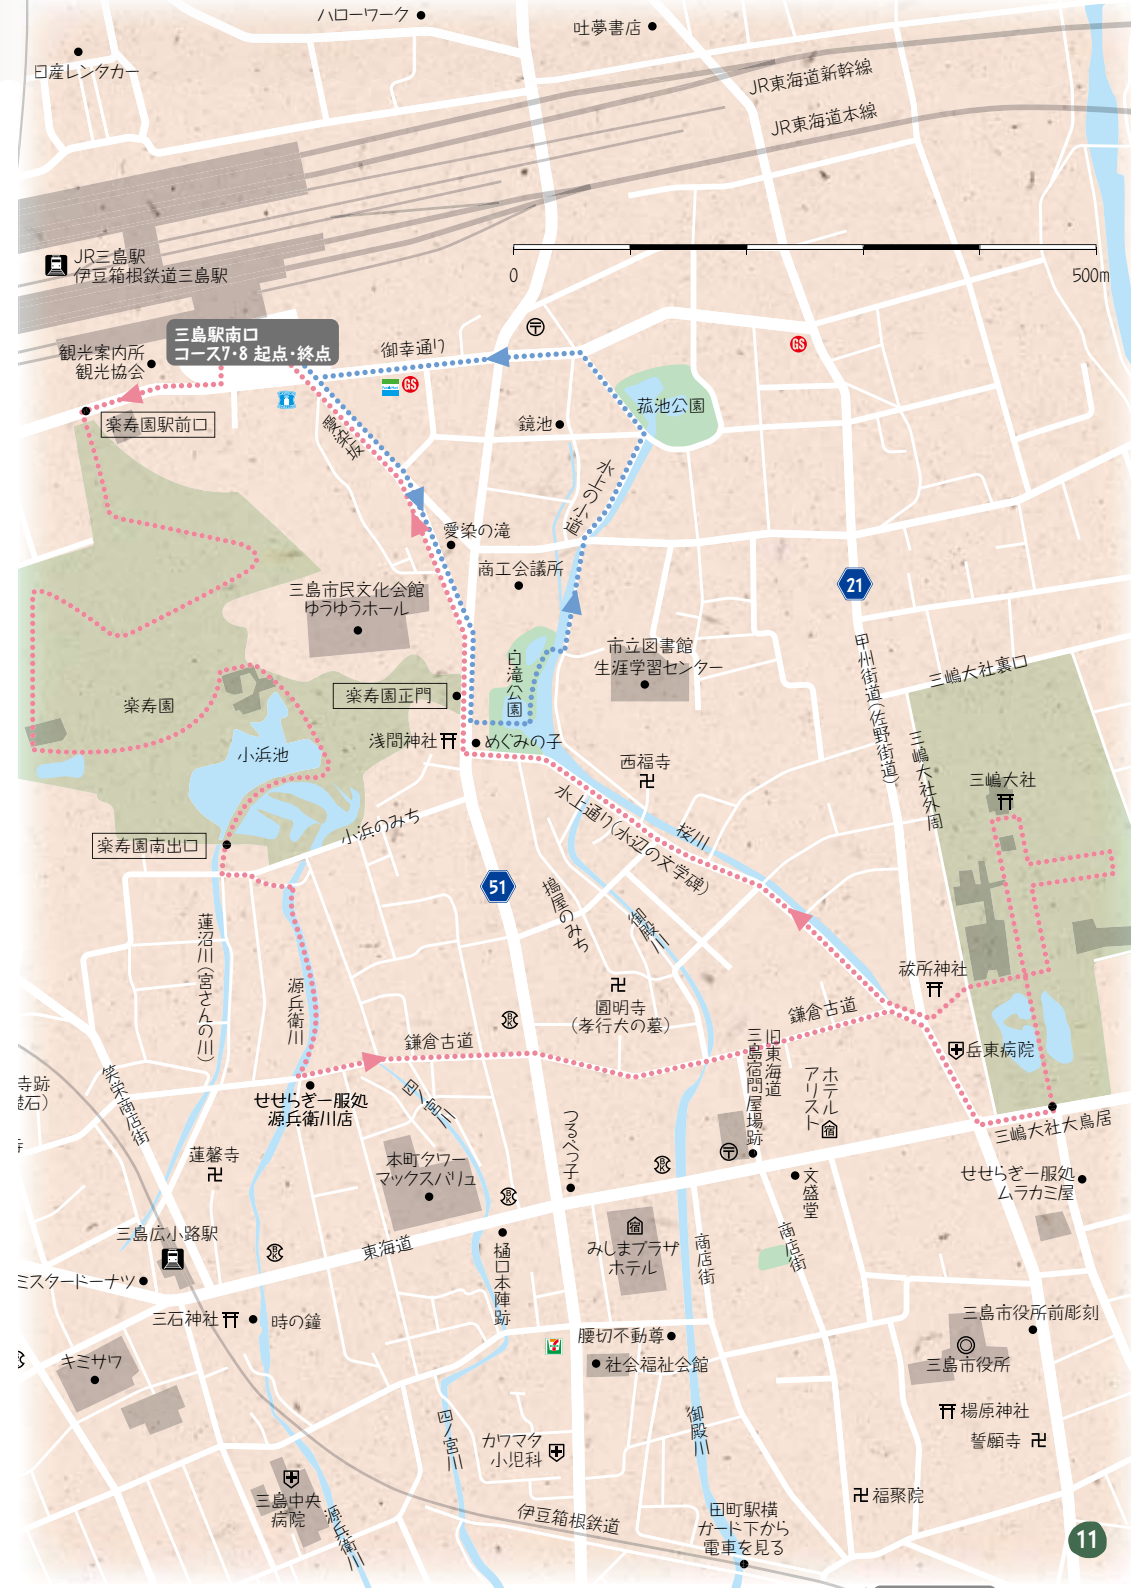 ハローワーク
吐夢書店
日産レンタカー
JR東海道新幹線
JR東海道本線
JR三島駅
伊豆箱根鉄道三島駅
0
500m
三島駅南口
コース7・8 起点・終点
観光案内所
観光協会
御幸通り
GS
GS
楽寿園駅前口
愛染坂
鏡池
菰池公園
水上の小道
愛染の滝
商工会議所
三島市民文化会館
ゆうゆうホール
21
白滝公園
市立図書館
生涯学習センター
甲州街道(佐野街道)
三嶋大社裏口
楽寿園正門
楽寿園
浅間神社
めぐみの子
小浜池
西福寺
三嶋大社外周
三嶋大社
水上通り(水辺の文学碑)
桜川
小浜のみち
楽寿園南出口
51
搗屋のみち
御殿川
蓮沼川(宮さんの川)
源兵衛川
圓明寺
(孝行犬の墓)
祓所神社
鎌倉古道
鎌倉古道
岳東病院
旧東海道
三島宿問屋場跡
ホテル
アリスト
宿
寺跡
礎石)
笑栄商店街
せせらぎ一服処
源兵衛川店
四ノ宮川
つるべっ子
三嶋大社大鳥居
蓮馨寺
本町タワー
マックスバリュ
文盛堂
せせらぎ一服処
ムラカミ屋
三島広小路駅
東海道
樋口本陣跡
宿
みしまプラザ
ホテル
商店街
商店街
ミスタードーナツ
三石神社
時の鐘
腰切不動尊
社会福祉会館
三島市役所前彫刻
三島市役所
キミサワ
7
四ノ宮川
カワマタ
小児科
御殿川
楊原神社
誓願寺
三島中央
病院
源兵衛川
伊豆箱根鉄道
田町駅横
ガード下から
電車を見る
福聚院
11